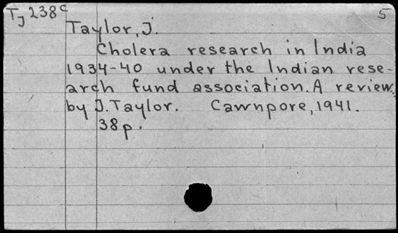 TJ 238c 5
Taylor, J.
Cholera research in India
1934-40 under the Indian rese-
arch fund association. A review
by J. Taylor. Cawnpore, 1941.
38p.